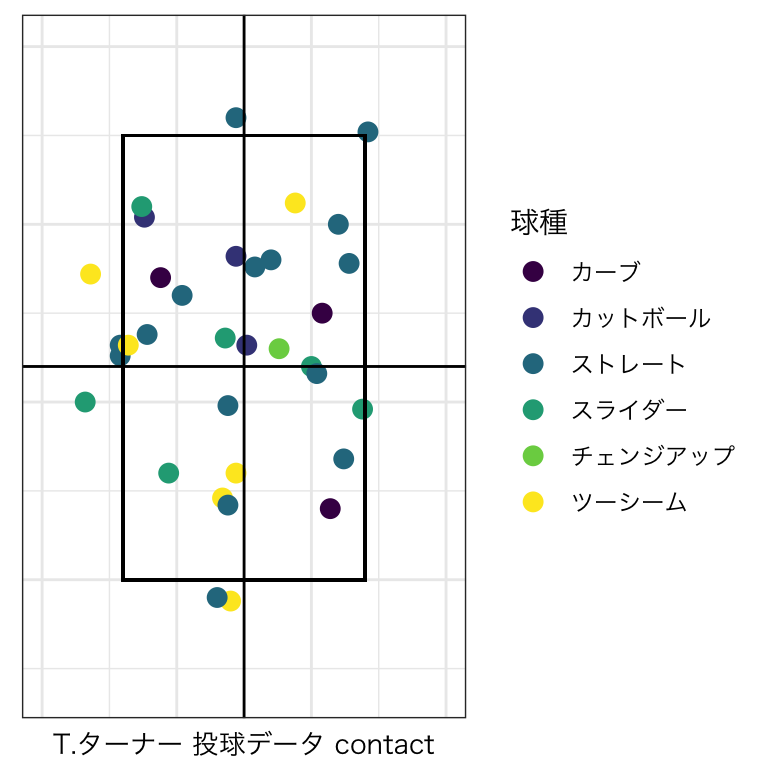 球種
カーブ
カットボール
ストレート
スライダー
チェンジアップ
ツーシーム
T.ターナー 投球データ contact